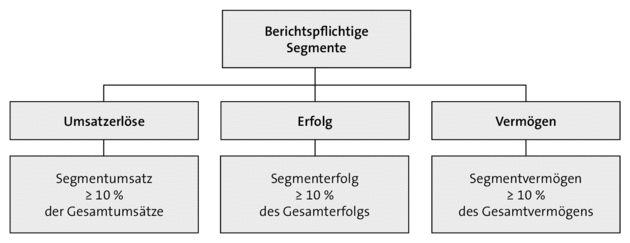 Berichtspflichtige
Segmente
Umsatzerlöse
Erfolg
Vermögen
Segmentumsatz
≥ 10 %
der Gesamtumsätze
Segmenterfolg
≥ 10 %
des Gesamterfolgs
Segmentvermögen
≥ 10 %
des Gesamtvermögens